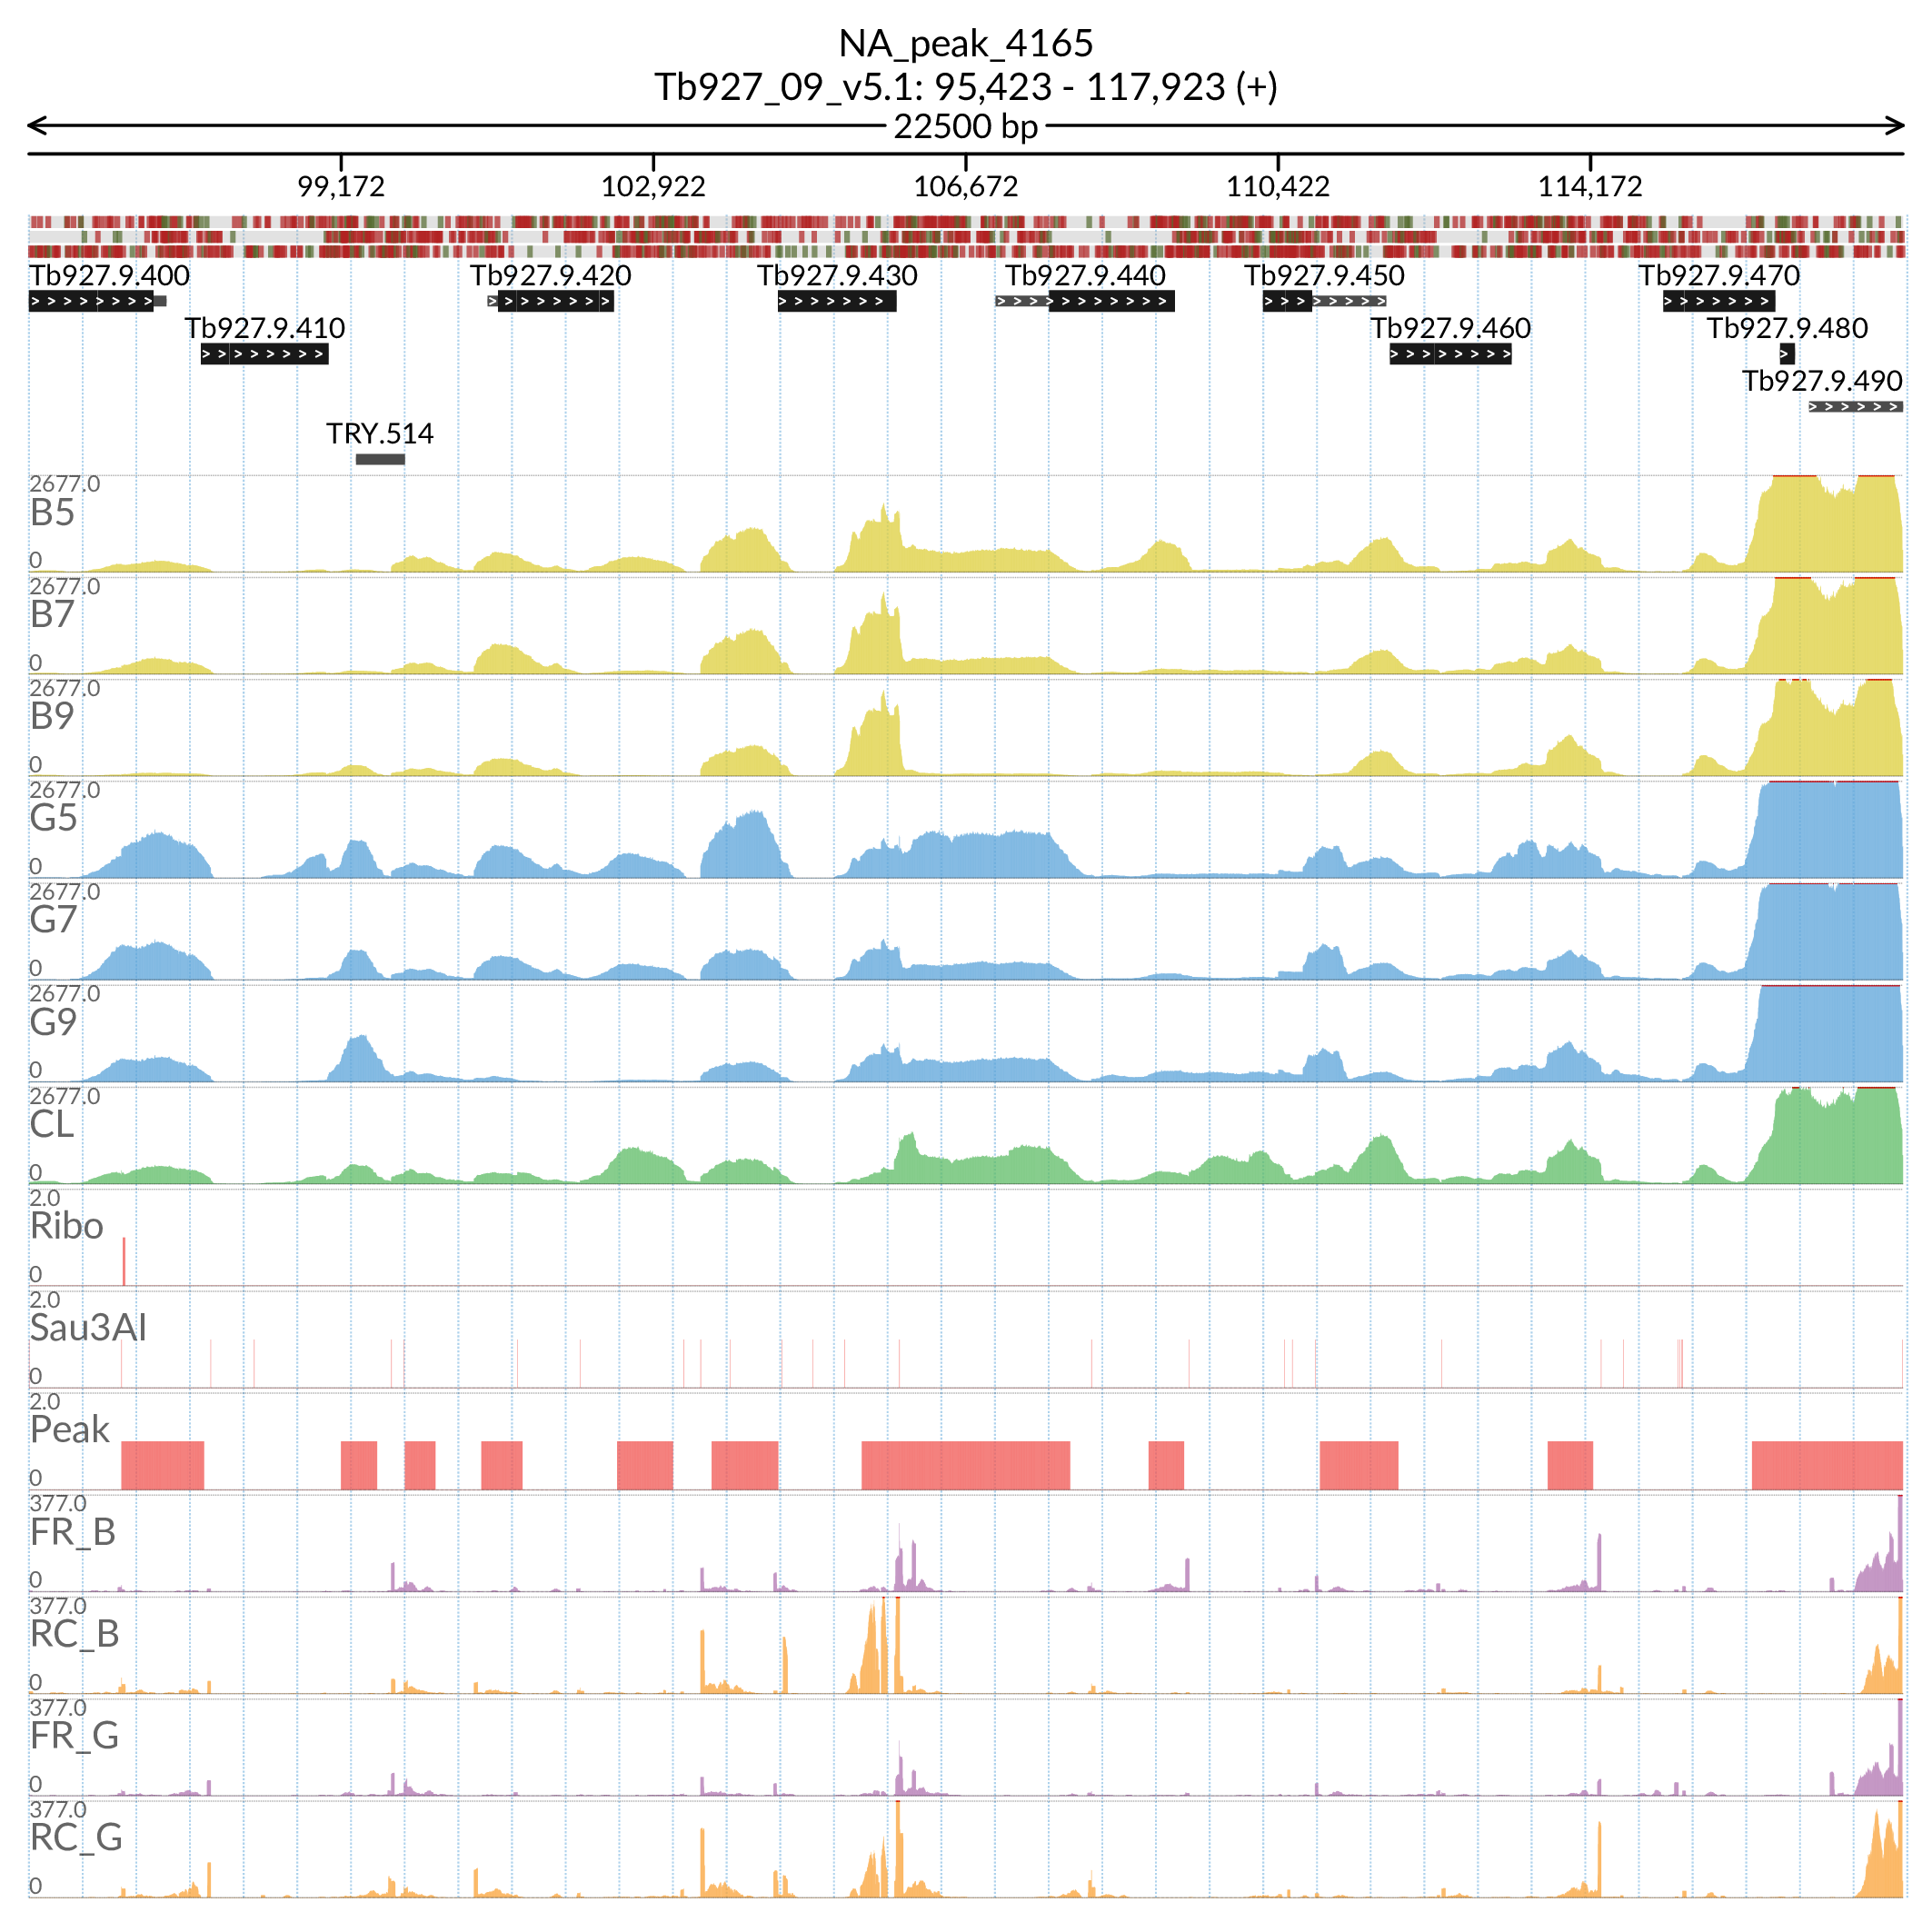 NA_peak_4165
Tb927_09_v5.1: 95,423 - 117,923 (+)
22500 bp
99,172 102,922 106,672 110,422 114,172
Tb927.9.400 Tb927.9.420 Tb927.9.430 Tb927.9.440 Tb927.9.450 Tb927.9.470
Tb927.9.410 Tb927.9.460 Tb927.9.480
Tb927.9.490
TRY.514
2677.0
B5
0
2677.0
B7
0
2677.0
B9
0
2677.0
G5
0
2677.0
G7
0
2677.0
G9
0
2677.0
CL
0
2.0
Ribo
0
2.0
Sau3AI
0
2.0
Peak
0
377.0
FR_B
0
377.0
RC_B
0
377.0
FR_G
0
377.0
RC_G
0